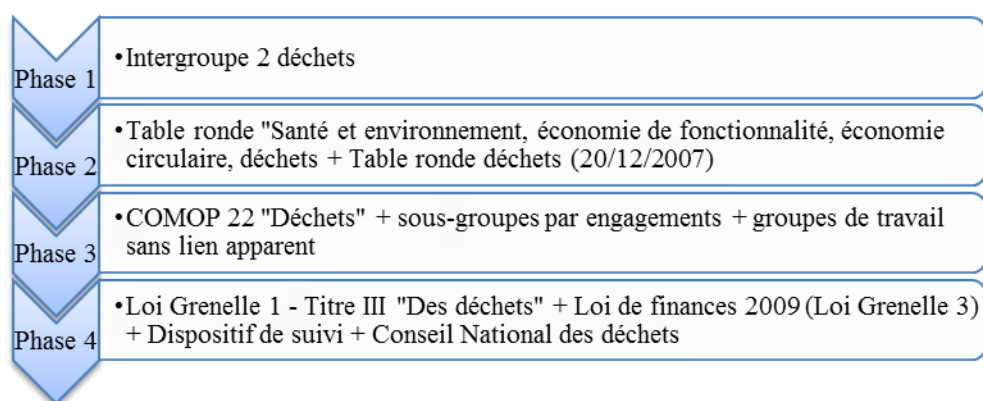 Phase 1
•Intergroupe 2 déchets
Phase 2
•Table ronde "Santé et environnement, économie de fonctionnalité, économie
circulaire, déchets + Table ronde déchets (20/12/2007)
Phase 3
•COMOP 22 "Déchets" + sous-groupes par engagements + groupes de travail
sans lien apparent
Phase 4
•Loi Grenelle 1 - Titre III "Des déchets" + Loi de finances 2009 (Loi Grenelle 3)
+ Dispositif de suivi + Conseil National des déchets